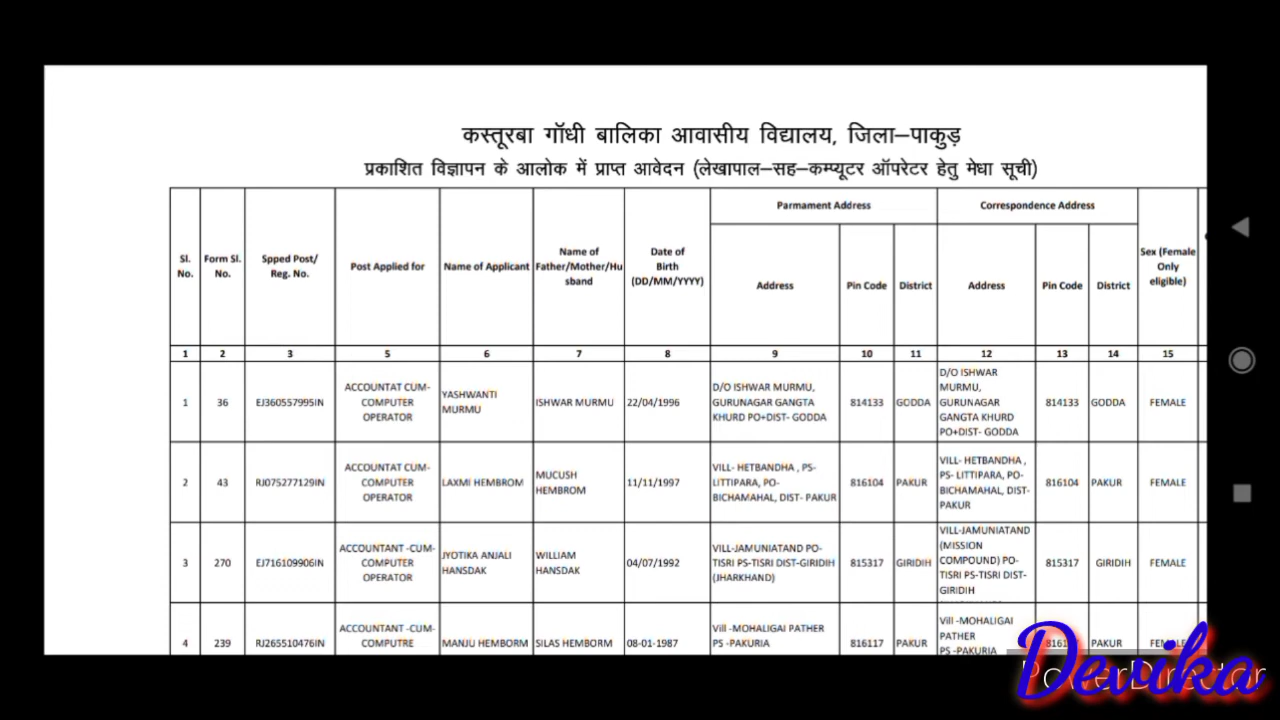 कस्तूरबा गाँधी बालिका आवासीय विद्यालय, जिला–पाकुड़
प्रकाशित विज्ञापन के आलोक में प्राप्त आवेदन (लेखापाल–सह–कम्प्यूटर ऑपरेटर हेतु मेधा सूची)
Parmament Address Correspondence Address
Sl. No. Form Sl. No. Spped Post/ Reg. No. Post Applied for Name of Applicant Name of Father/Mother/Husband Date of Birth (DD/MM/YYYY) Address Pin Code District Address Pin Code District Sex (Female Only eligible)
1 2 3 5 6 7 8 9 10 11 12 13 14 15
1 36 EJ360557995IN ACCOUNTAT CUM- COMPUTER OPERATOR YASHWANTI MURMU ISHWAR MURMU 22/04/1996 D/O ISHWAR MURMU, GURUNAGAR GANGTA KHURD PO+DIST- GODDA 814133 GODDA D/O ISHWAR MURMU, GURUNAGAR GANGTA KHURD PO+DIST- GODDA 814133 GODDA FEMALE
2 43 RJ075277129IN ACCOUNTAT CUM- COMPUTER OPERATOR LAXMI HEMBROM MUCUSH HEMBROM 11/11/1997 VILL- HETBANDHA , PS- LITTIPARA, PO- BICHAMAHAL, DIST- PAKUR 816104 PAKUR VILL- HETBANDHA , PS- LITTIPARA, PO- BICHAMAHAL, DIST- PAKUR 816104 PAKUR FEMALE
3 270 EJ716109906IN ACCOUNTANT -CUM- COMPUTER OPERATOR JYOTIKA ANJALI HANSDAK WILLIAM HANSDAK 04/07/1992 VILL-JAMUNIATAND PO- TISRI PS-TISRI DIST-GIRIDIH (JHARKHAND) 815317 GIRIDIH VILL-JAMUNIATAND (MISSION COMPOUND) PO- TISRI PS-TISRI DIST- GIRIDIH 815317 GIRIDIH FEMALE
4 239 RJ265510476IN ACCOUNTANT -CUM- COMPUTRE MANJU HEMBORM SILAS HEMBORM 08-01-1987 Vill -MOHALIGAI PATHER PS -PAKURIA 816117 PAKUR Vill -MOHALIGAI PATHER PS -PAKURIA PAKUR
Devika
PowerDirector